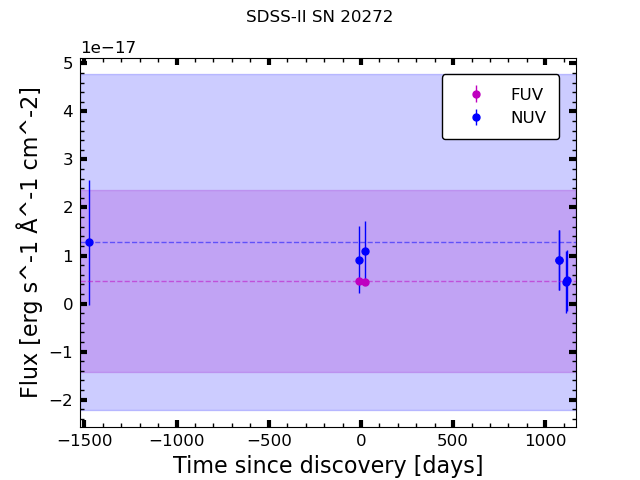 SDSS-II SN 20272
1e−17
5
4
3
2
1
0
−1
−2
Flux [erg s^-1 Å^-1 cm^-2]
FUV
NUV
−1500 −1000 −500 0 500 1000
Time since discovery [days]